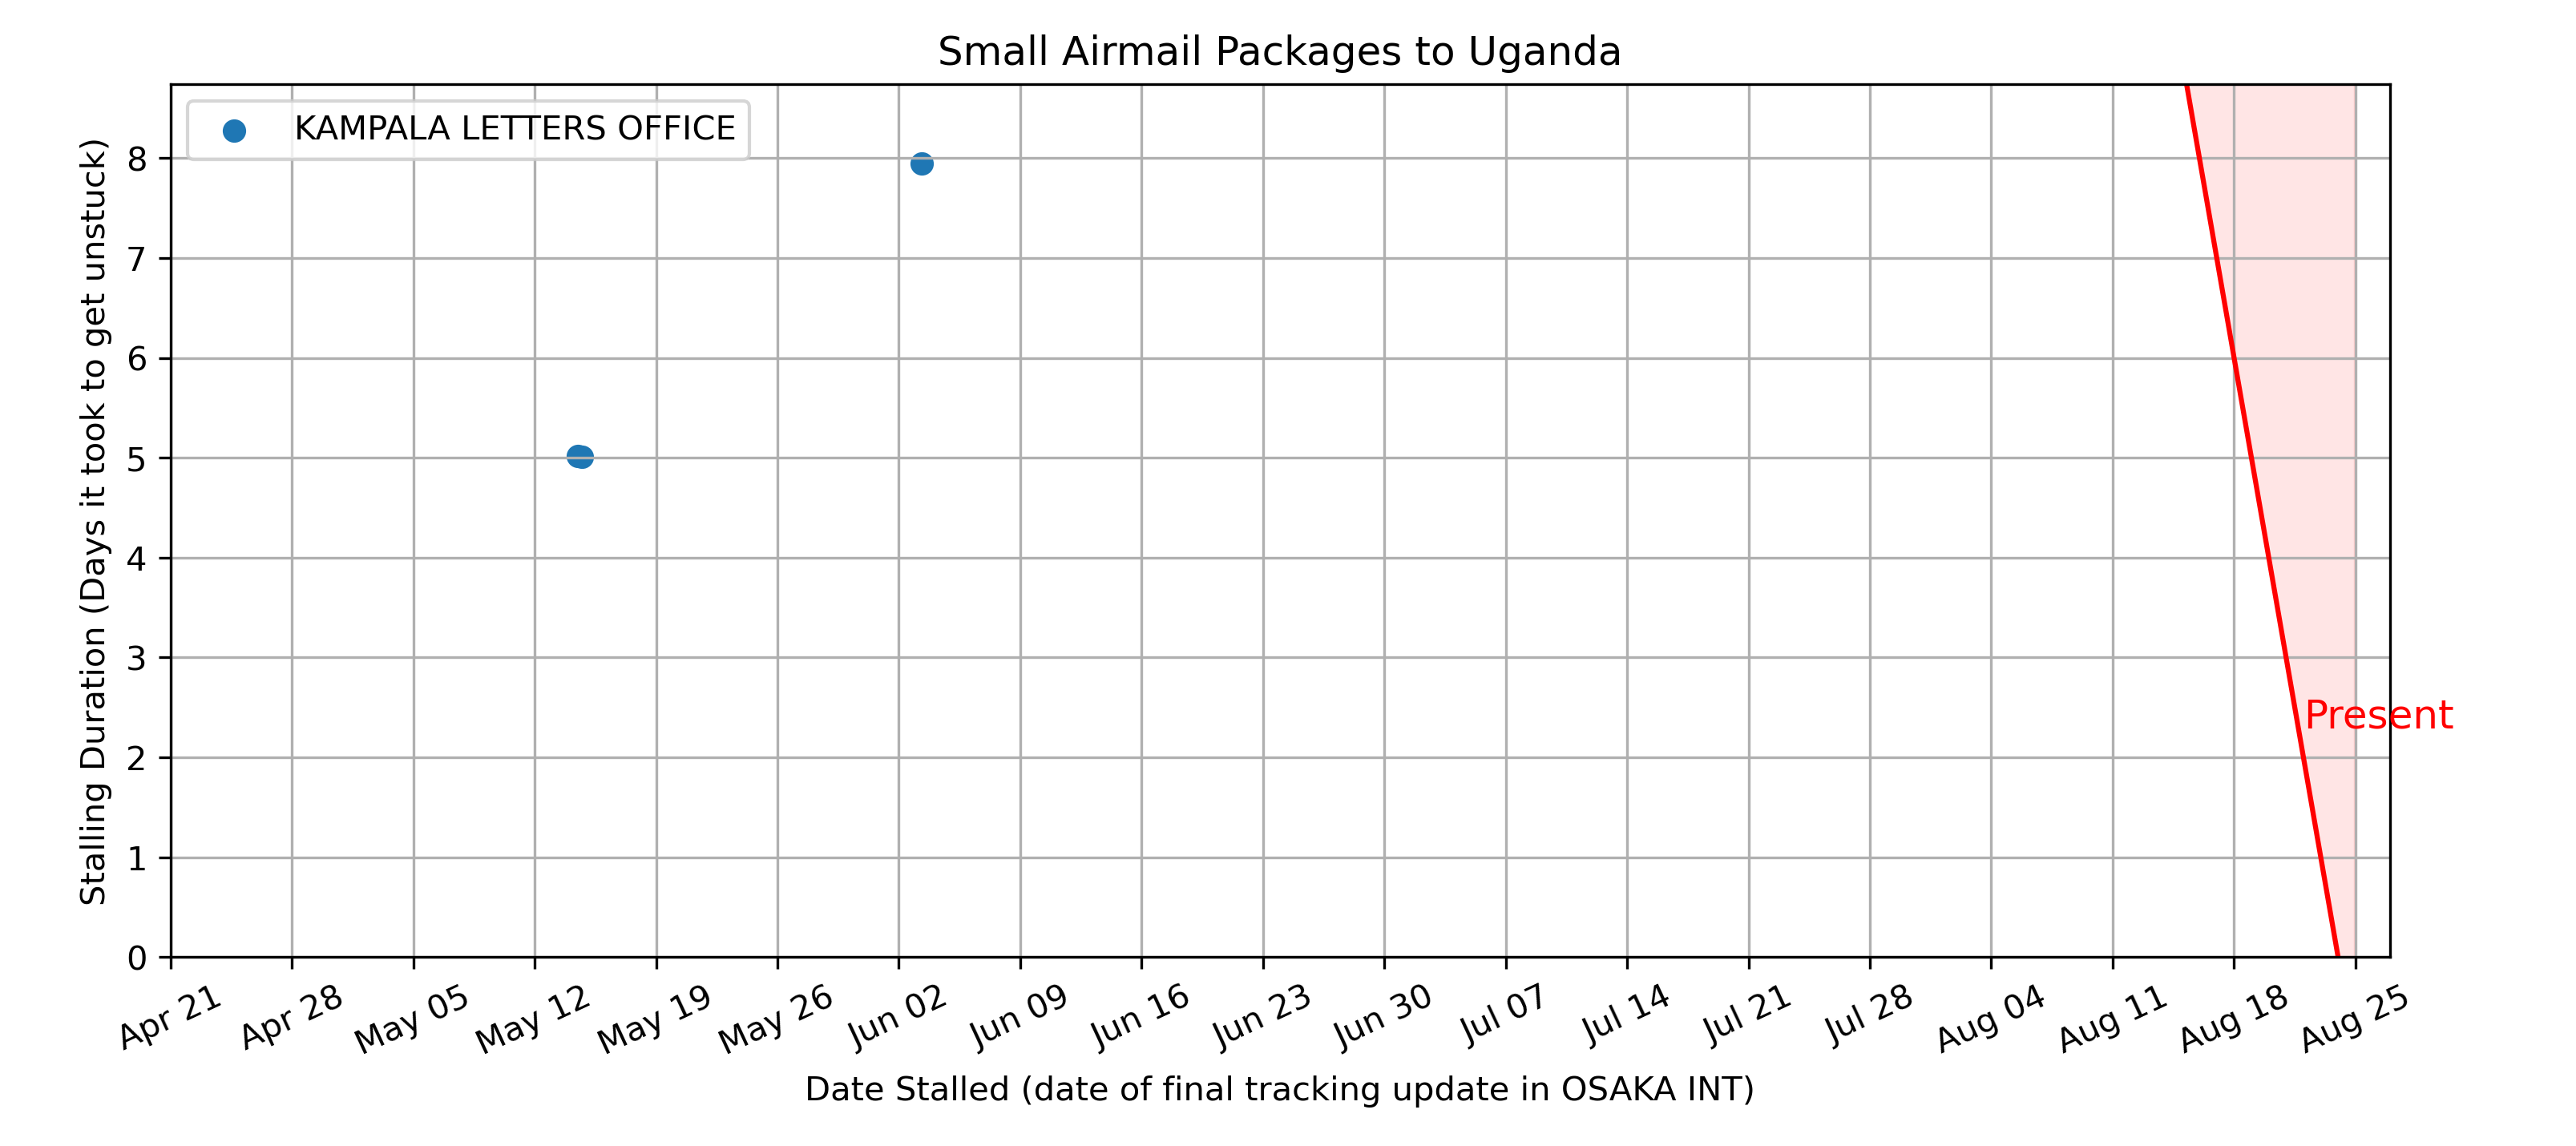 Small Airmail Packages to Uganda
KAMPALA LETTERS OFFICE
Stalling Duration (Days it took to get unstuck)
8
7
6
5
4
3
2
1
0
Present
Apr 21
Apr 28
May 05
May 12
May 19
May 26
Jun 02
Jun 09
Jun 16
Jun 23
Jun 30
Jul 07
Jul 14
Jul 21
Jul 28
Aug 04
Aug 11
Aug 18
Aug 25
Date Stalled (date of final tracking update in OSAKA INT)